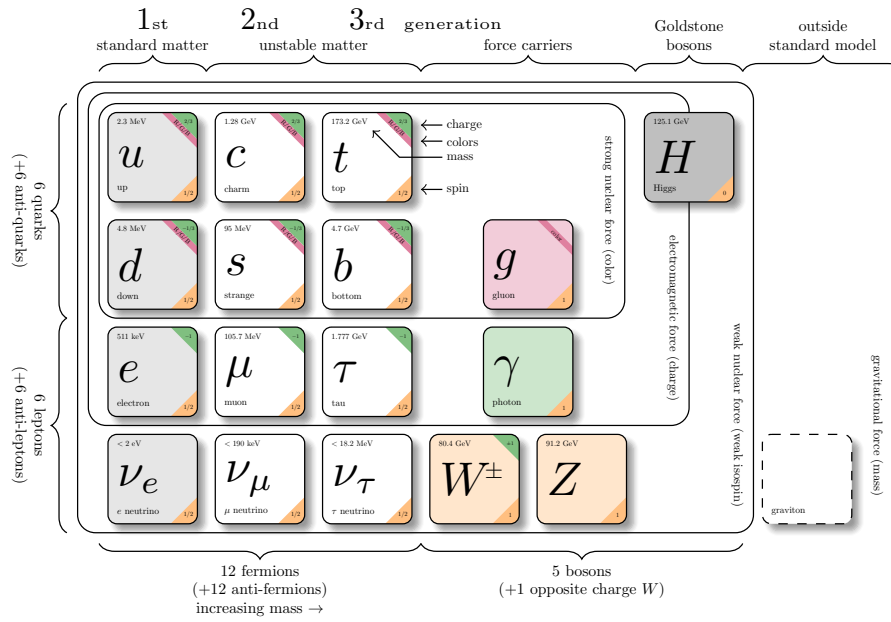 1st 2nd 3rd generation
standard matter unstable matter force carriers Goldstone bosons outside standard model
6 quarks
(+6 anti-quarks)
2.3 MeV 2/3 R/G/B
u
up 1/2
1.28 GeV 2/3 R/G/B
c
charm 1/2
173.2 GeV 2/3 R/G/B
t
top 1/2
charge
colors
mass
spin
strong nuclear force (color)
125.1 GeV
H
Higgs 0
4.8 MeV −1/3 R/G/B
d
down 1/2
95 MeV −1/3 R/G/B
s
strange 1/2
4.7 GeV −1/3 R/G/B
b
bottom 1/2
color
g
gluon 1
electromagnetic force (charge)
6 leptons
(+6 anti-leptons)
511 keV −1
e
electron 1/2
105.7 MeV −1
μ
muon 1/2
1.777 GeV −1
τ
tau 1/2
γ
photon 1
weak nuclear force (weak isospin)
gravitational force (mass)
< 2 eV
νe
e neutrino 1/2
< 190 keV
νμ
μ neutrino 1/2
< 18.2 MeV
ντ
τ neutrino 1/2
80.4 GeV ±1
W±
1
91.2 GeV
Z
1
graviton
12 fermions
(+12 anti-fermions)
increasing mass →
5 bosons
(+1 opposite charge W)